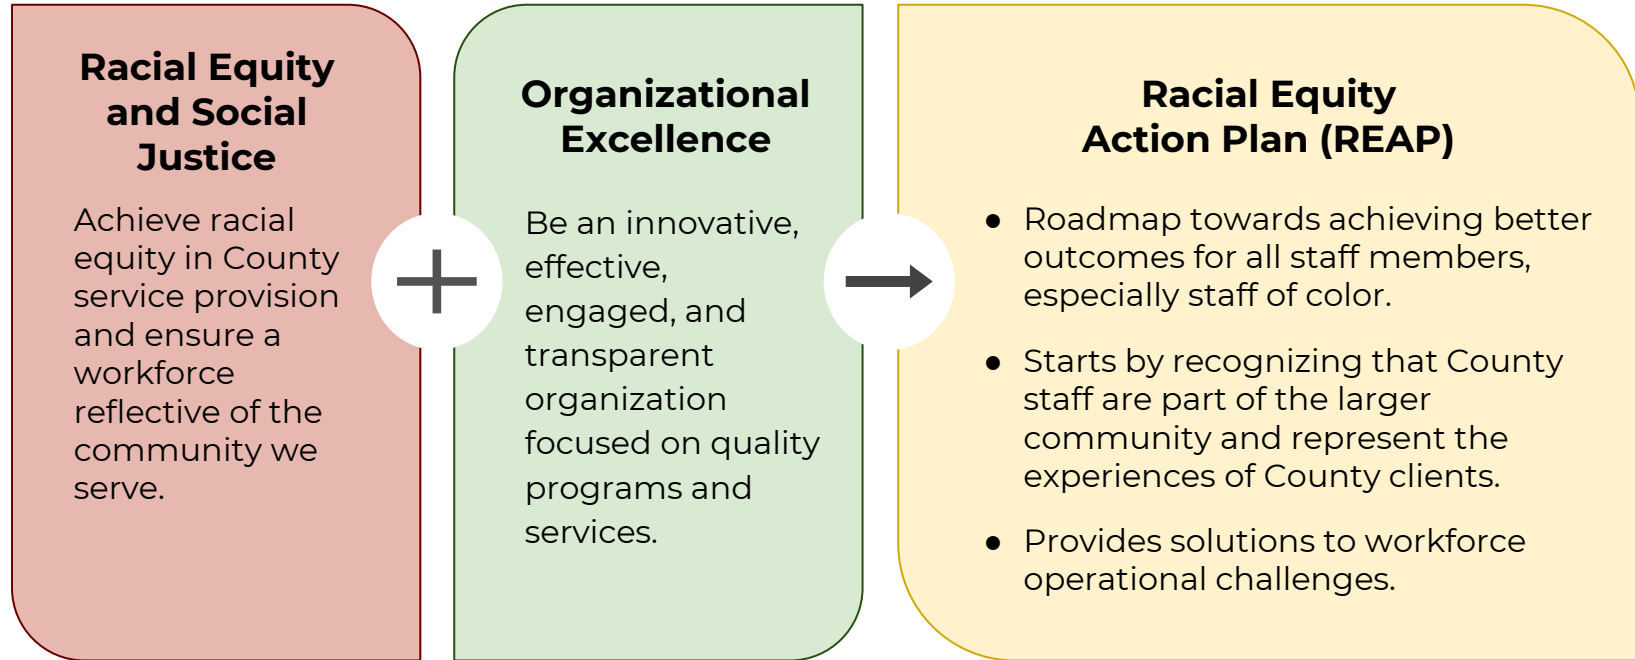 Racial Equity
and Social
Justice
Achieve racial
equity in County
service provision
and ensure a
workforce
reflective of the
community we
serve.
Organizational
Excellence
Be an innovative,
effective,
engaged, and
transparent
organization
focused on quality
programs and
services.
Racial Equity
Action Plan (REAP)
● Roadmap towards achieving better
outcomes for all staff members,
especially staff of color.
● Starts by recognizing that County
staff are part of the larger
community and represent the
experiences of County clients.
● Provides solutions to workforce
operational challenges.